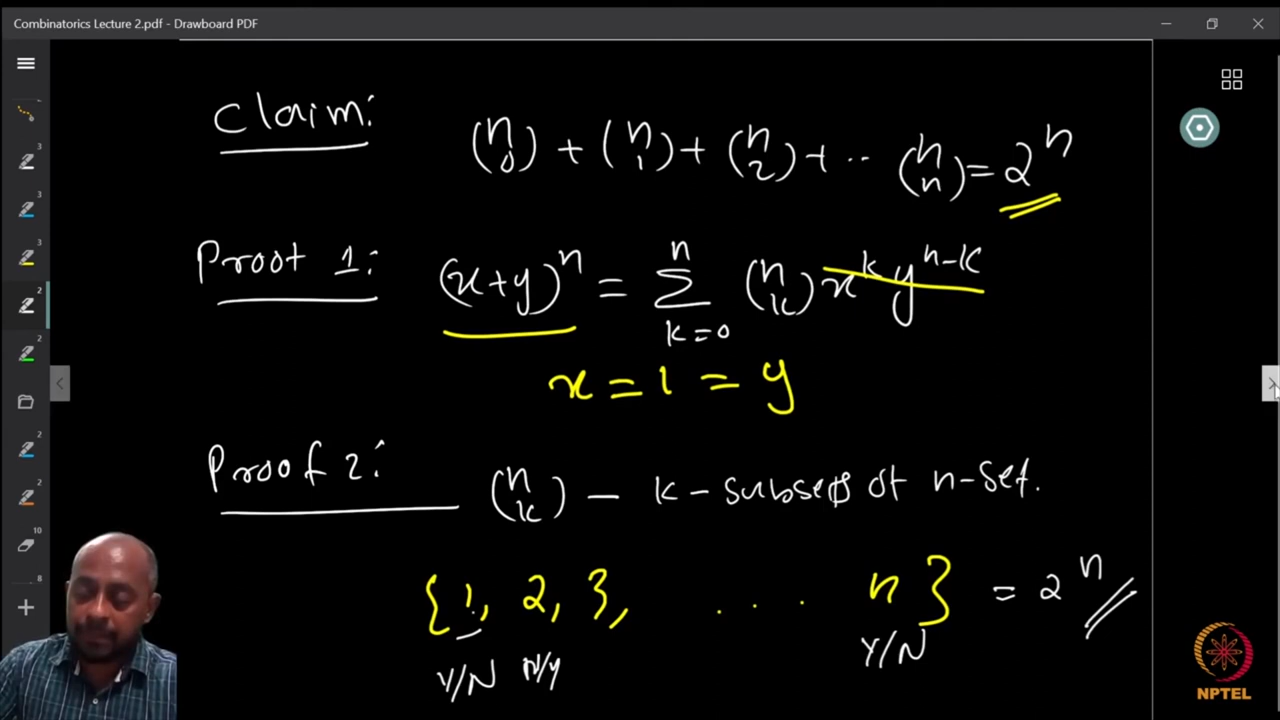 Combinatorics Lecture 2.pdf - Drawboard PDF
Claim: (n 0) + (n 1) + (n 2) + ·· (n n) = 2^n
Proof 1: (x+y)^n = Σ_{k=0}^{n} (n k) x^k y^{n-k}
x = 1 = y
Proof 2: (n k) – k-subsets of n-set.
{1, 2, 3, . . . n} = 2^n
Y/N N/Y Y/N
NPTEL